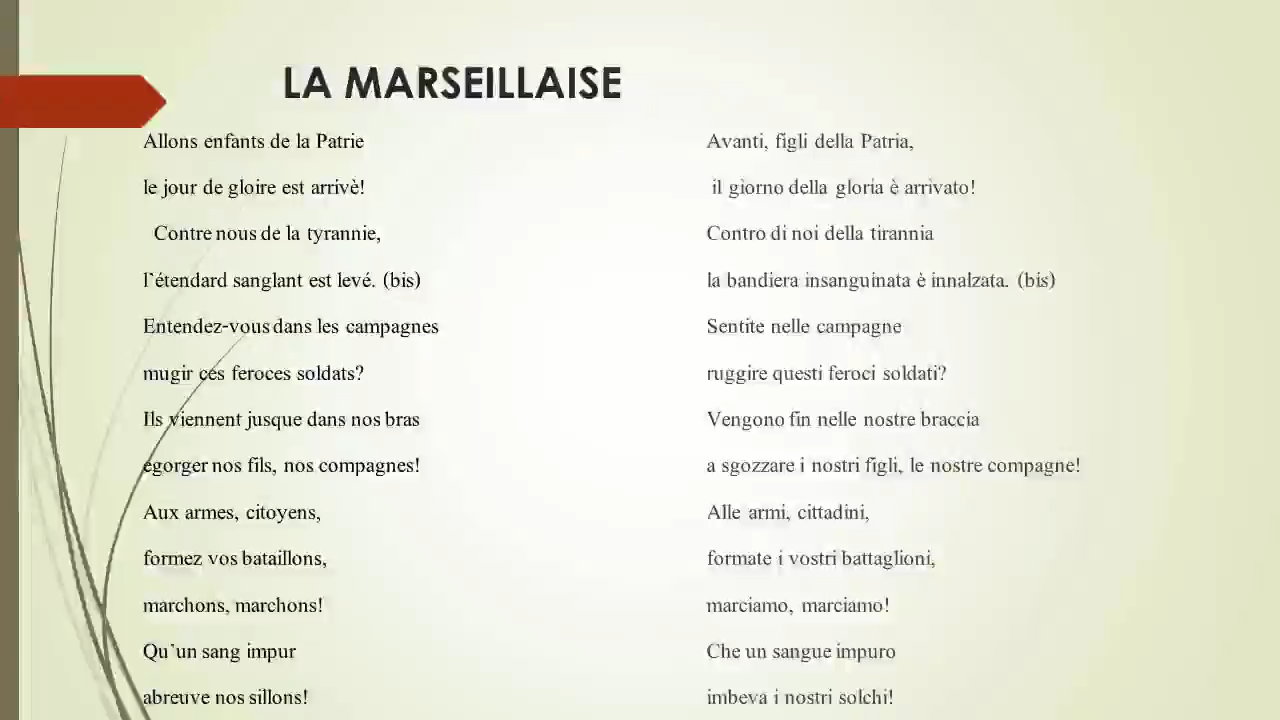 LA MARSEILLAISE
Allons enfants de la Patrie
le jour de gloire est arrivè!
Contre nous de la tyrannie,
l'étendard sanglant est levé. (bis)
Entendez-vous dans les campagnes
mugir ces feroces soldats?
Ils viennent jusque dans nos bras
egorger nos fils, nos compagnes!
Aux armes, citoyens,
formez vos bataillons,
marchons, marchons!
Qu'un sang impur
abreuve nos sillons!
Avanti, figli della Patria,
il giorno della gloria è arrivato!
Contro di noi della tirannia
la bandiera insanguinata è innalzata. (bis)
Sentite nelle campagne
ruggire questi feroci soldati?
Vengono fin nelle nostre braccia
a sgozzare i nostri figli, le nostre compagne!
Alle armi, cittadini,
formate i vostri battaglioni,
marciamo, marciamo!
Che un sangue impuro
imbeva i nostri solchi!